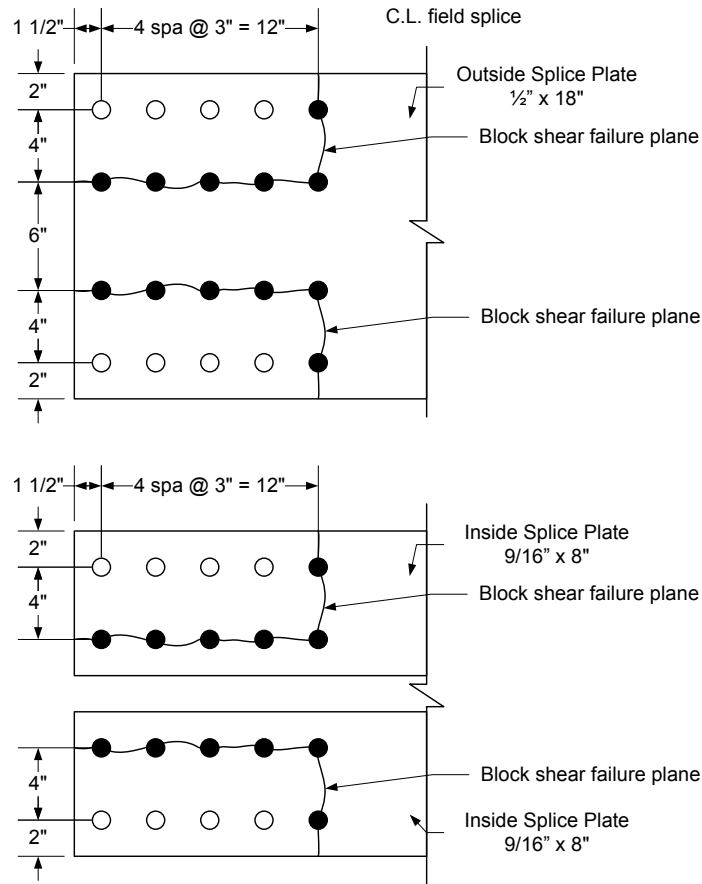 C.L. field splice
1 1/2"
4 spa @ 3" = 12"
2"
4"
6"
4"
2"
Outside Splice Plate
½” x 18"
Block shear failure plane
Block shear failure plane
1 1/2"
4 spa @ 3" = 12"
2"
4"
Inside Splice Plate
9/16” x 8"
Block shear failure plane
4"
2"
Block shear failure plane
Inside Splice Plate
9/16” x 8"